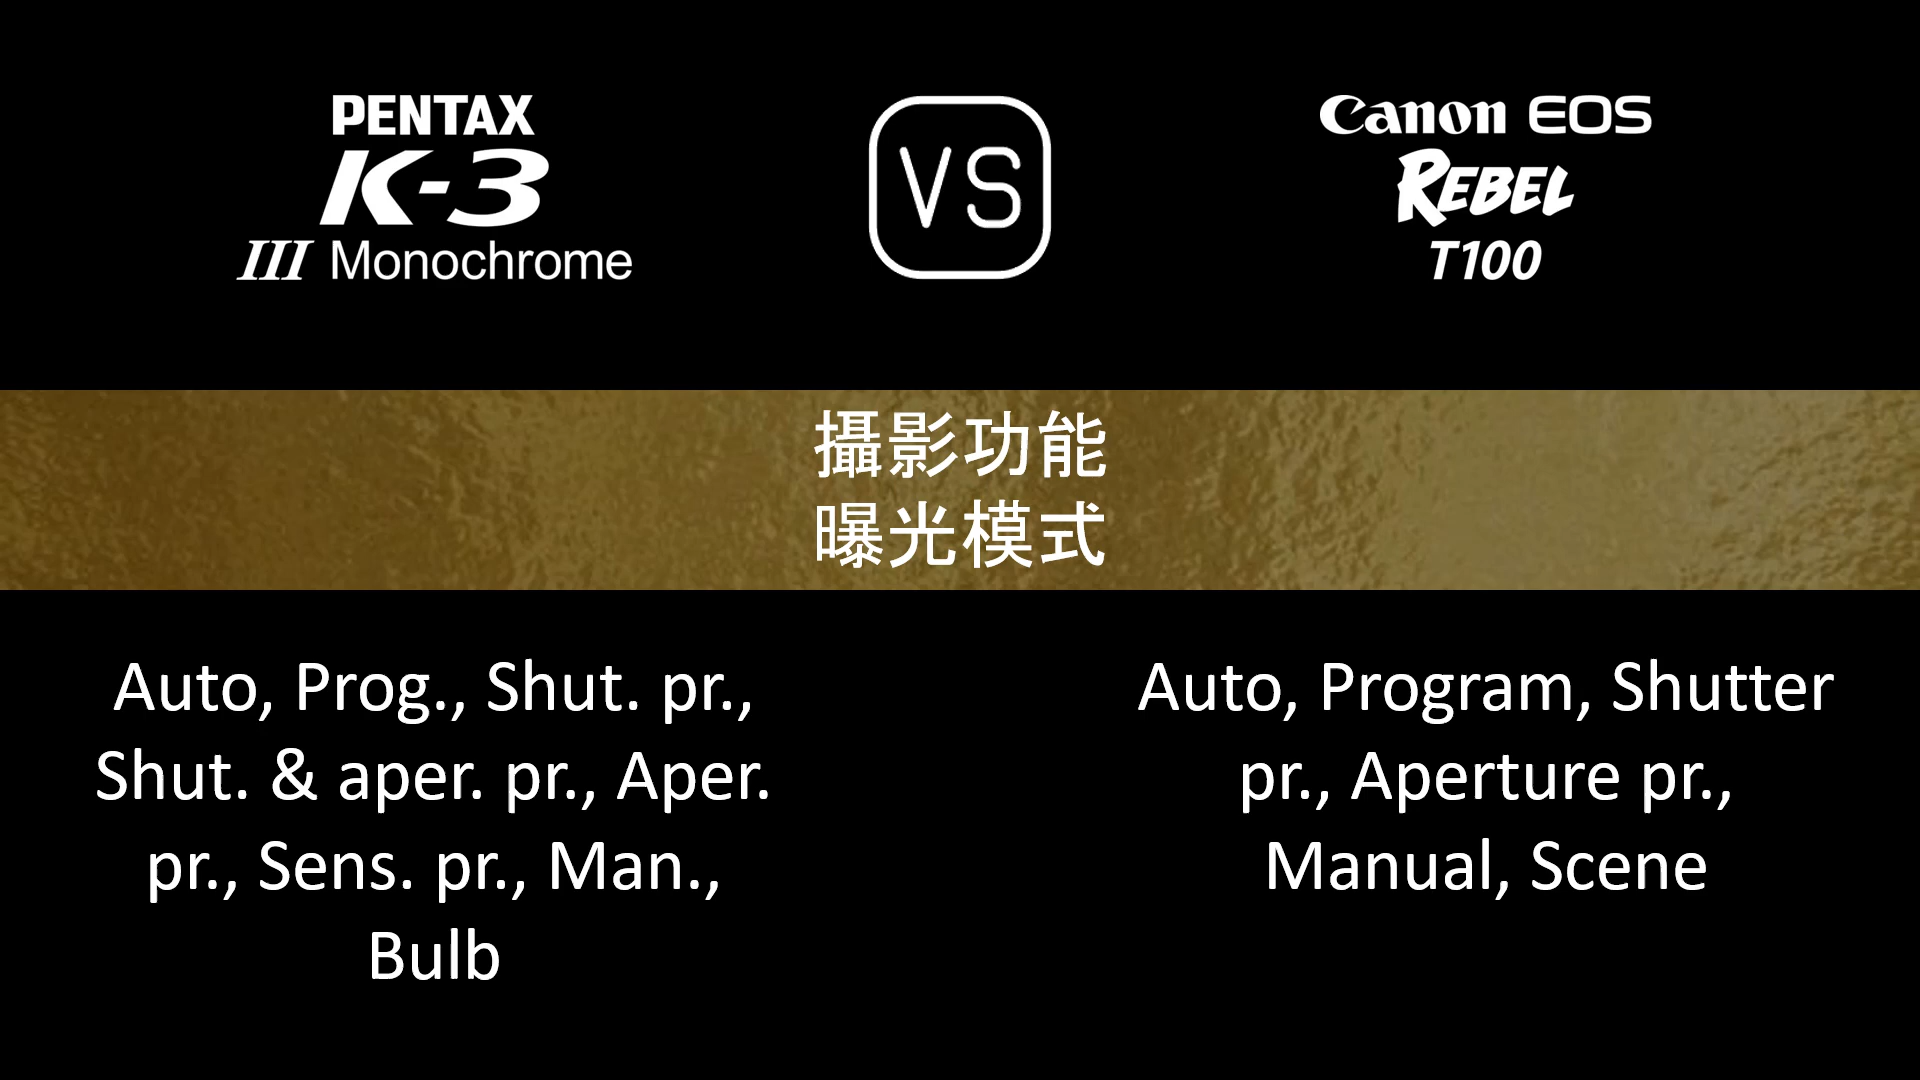 PENTAX
K-3
III Monochrome
VS
Canon EOS
REBEL
T100
攝影功能
曝光模式
Auto, Prog., Shut. pr.,
Shut. & aper. pr., Aper.
pr., Sens. pr., Man.,
Bulb
Auto, Program, Shutter
pr., Aperture pr.,
Manual, Scene